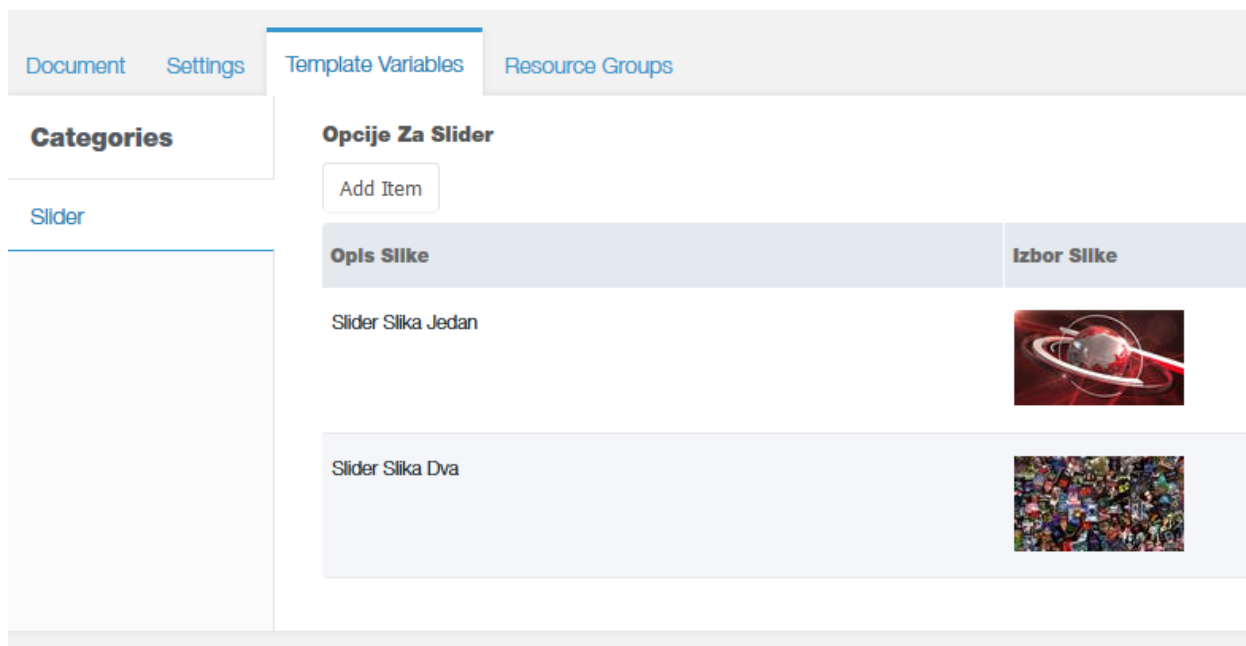 Document Settings Template Variables Resource Groups
Categories
Slider
Opcije Za Slider
Add Item
Opis Slike Izbor Slike
Slider Slika Jedan
Slider Slika Dva